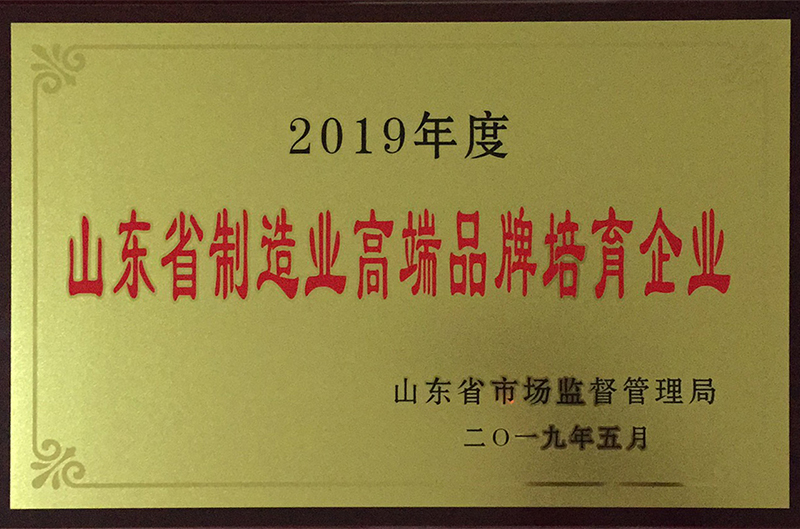 2019年度
山东省制造业高端品牌培育企业
山东省市场监督管理局
二〇一九年五月